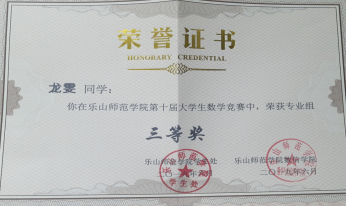 荣誉证书
HONORARY CREDENTIAL
龙雯 同学：
你在乐山师范学院第十届大学生数学竞赛中，荣获专业组
三等奖
乐山师范学院学生处 乐山师范学院数学学院
二〇一九年六月